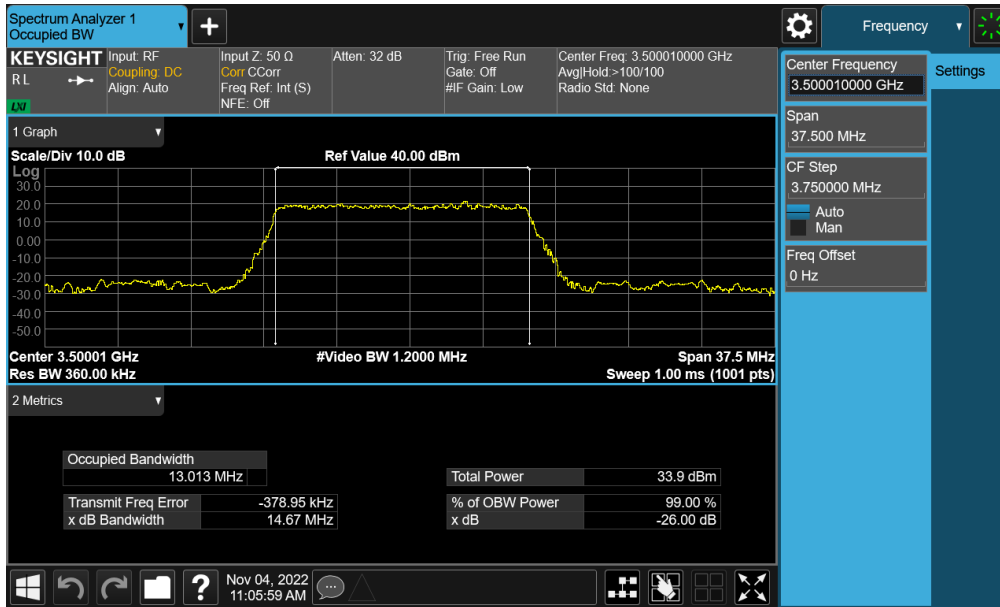 Spectrum Analyzer 1
Occupied BW
+
Frequency
KEYSIGHT
R L
LXI
Input: RF
Coupling: DC
Align: Auto
Input Z: 50 Ω
Corr CCorr
Freq Ref: Int (S)
NFE: Off
Atten: 32 dB
Trig: Free Run
Gate: Off
#IF Gain: Low
Center Freq: 3.500010000 GHz
Avg|Hold:>100/100
Radio Std: None
Center Frequency
3.500010000 GHz
Settings
Span
37.500 MHz
CF Step
3.750000 MHz
Auto
Man
Freq Offset
0 Hz
1 Graph
Scale/Div 10.0 dB
Ref Value 40.00 dBm
Log
30.0
20.0
10.0
0.00
-10.0
-20.0
-30.0
-40.0
-50.0
Center 3.50001 GHz
#Video BW 1.2000 MHz
Span 37.5 MHz
Res BW 360.00 kHz
Sweep 1.00 ms (1001 pts)
2 Metrics
Occupied Bandwidth
13.013 MHz
Total Power 33.9 dBm
Transmit Freq Error -378.95 kHz
% of OBW Power 99.00 %
x dB Bandwidth 14.67 MHz
x dB -26.00 dB
?
Nov 04, 2022
11:05:59 AM